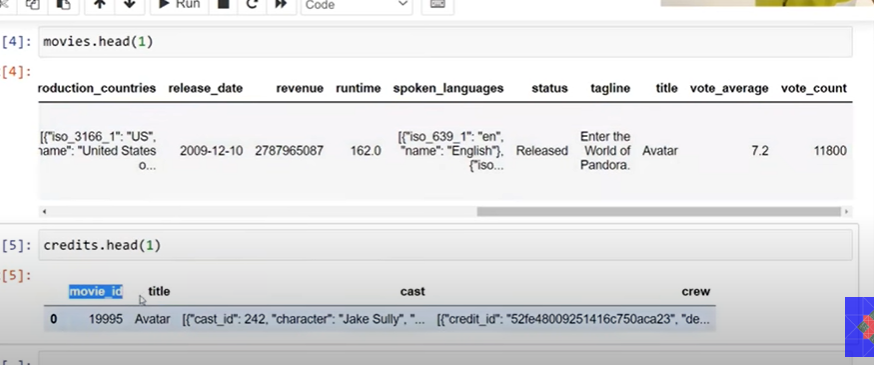 Run
Code
[4]: movies.head(1)
[4]:
roduction_countries release_date revenue runtime spoken_languages status tagline title vote_average vote_count
[{"iso_3166_1": "US", [{"iso_639_1": "en", Enter the
name": "United States 2009-12-10 2787965087 162.0 "name": "English"}, Released World of Avatar 7.2 11800
o... {"iso... Pandora.
[5]: credits.head(1)
[5]:
movie_id title cast crew
0 19995 Avatar [{"cast_id": 242, "character": "Jake Sully", "... [{"credit_id": "52fe48009251416c750aca23", "de...